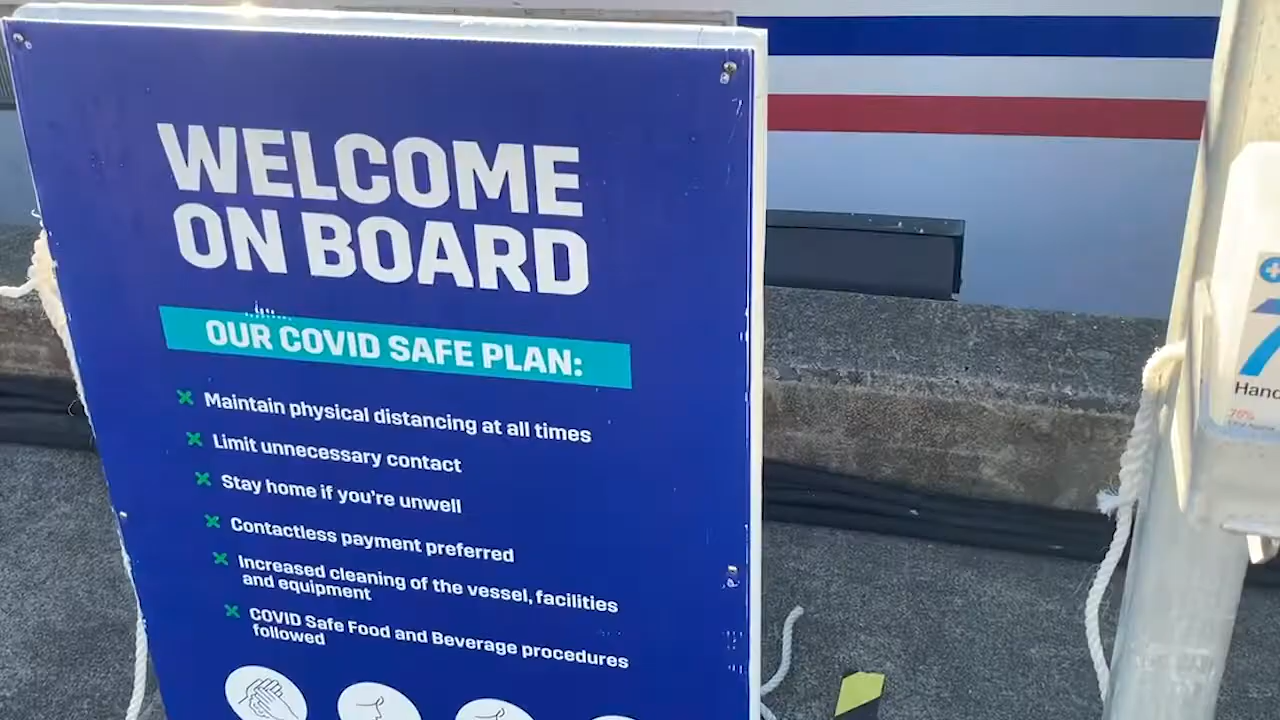 WELCOME
ON BOARD
OUR COVID SAFE PLAN:
Maintain physical distancing at all times
Limit unnecessary contact
Stay home if you're unwell
Contactless payment preferred
Increased cleaning of the vessel, facilities
and equipment
COVID Safe Food and Beverage procedures
followed
7
Hand
70%